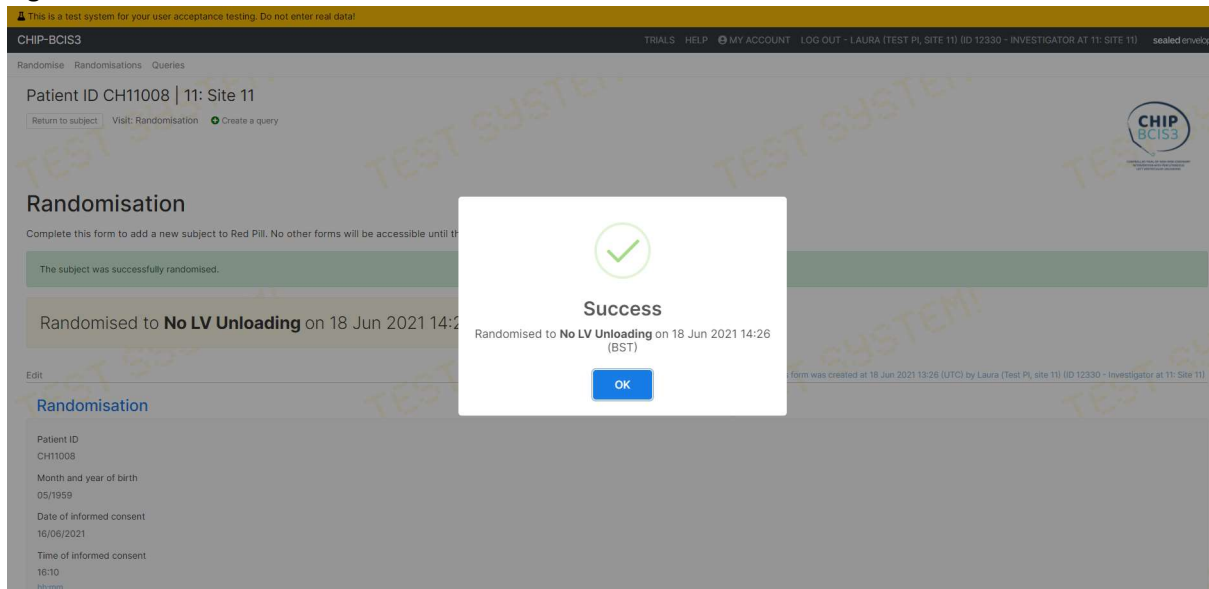 This is a test system for your user acceptance testing. Do not enter real data!
CHIP-BCIS3
TRIALS HELP MY ACCOUNT LOG OUT - LAURA (TEST PI, SITE 11) (ID 12330 - INVESTIGATOR AT 11: SITE 11) sealed envelop
Randomise Randomisations Queries
Patient ID CH11008 | 11: Site 11
Return to subject Visit: Randomisation Create a query
CHIP
BCIS3
TEST SYSTEM!
Randomisation
Complete this form to add a new subject to Red Pill. No other forms will be accessible until th
The subject was successfully randomised.
Randomised to No LV Unloading on 18 Jun 2021 14:2
Success
Randomised to No LV Unloading on 18 Jun 2021 14:26
(BST)
OK
Edit
form was created at 18 Jun 2021 13:26 (UTC) by Laura (Test PI, site 11) (ID 12330 - Investigator at 11: Site 11)
Randomisation
Patient ID
CH11008
Month and year of birth
05/1959
Date of informed consent
16/06/2021
Time of informed consent
16:10
hh:mm